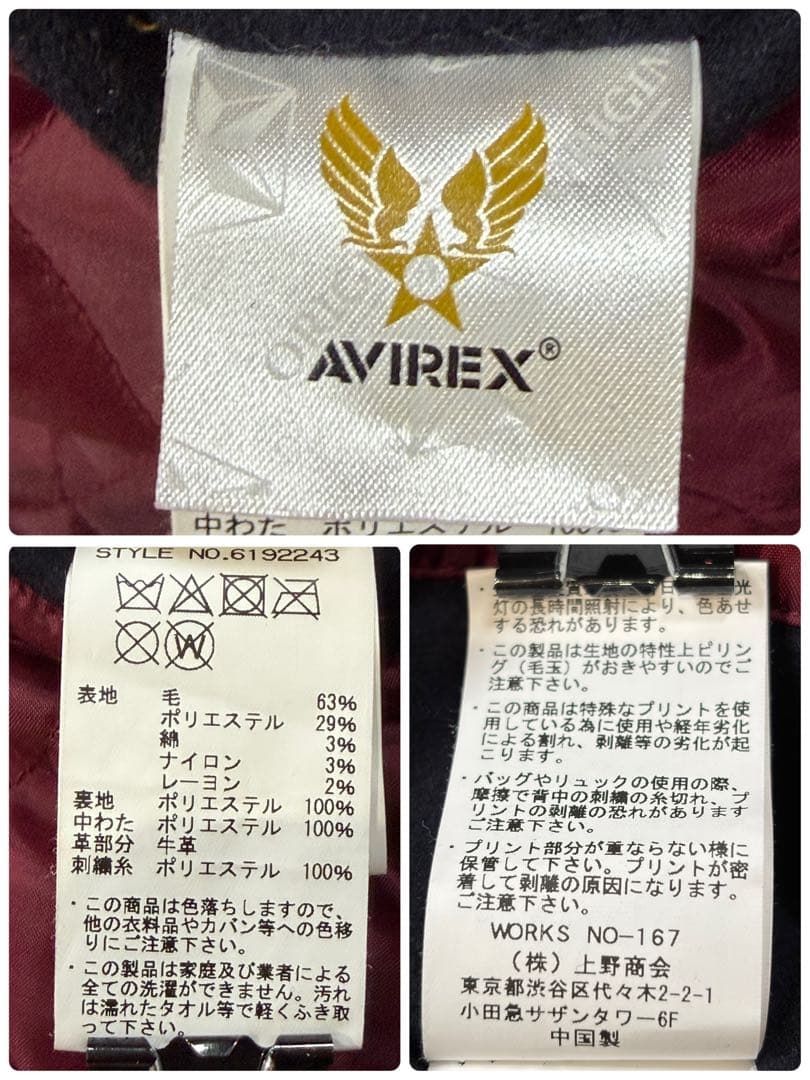 ORIGIN
ORIGIN
AVIREX®
中わた ポリエステル 100%
STYLE NO.6192243
W
表地 毛 63%
ポリエステル 29%
綿 3%
ナイロン 3%
レーヨン 2%
裏地 ポリエステル 100%
中わた ポリエステル 100%
革部分 牛革
刺繍糸 ポリエステル 100%
・この商品は色落ちしますので、
他の衣料品やカバン等への色移
りにご注意下さい。
・この製品は家庭及び業者による
全ての洗濯ができません。汚れ
は濡れたタオル等で軽くふき取
って下さい。
光
灯の長時間照射により、色あせ
する恐れがあります。
・この製品は生地の特性上ピリン
グ（毛玉）がおきやすいのでご
注意下さい。
・この商品は特殊なプリントを使
用している為に使用や経年劣化
による割れ、剥離等の劣化が起
こります。
・バッグやリュックの使用の際、
摩擦で背中の刺繍の糸切れ、プ
リントの剥離の恐れがあります
ご注意下さい。
・プリント部分が重ならない様に
保管して下さい。プリントが密
着して剥離の原因になります。
ご注意下さい。
WORKS NO-167
（株）上野商会
東京都渋谷区代々木2-2-1
小田急サザンタワー6F
中国製